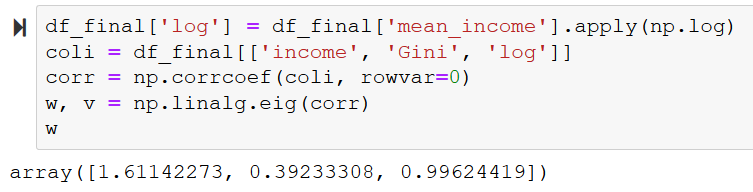 df_final['log'] = df_final['mean_income'].apply(np.log)
coli = df_final[['income', 'Gini', 'log']]
corr = np.corrcoef(coli, rowvar=0)
w, v = np.linalg.eig(corr)
w
array([1.61142273, 0.39233308, 0.99624419])